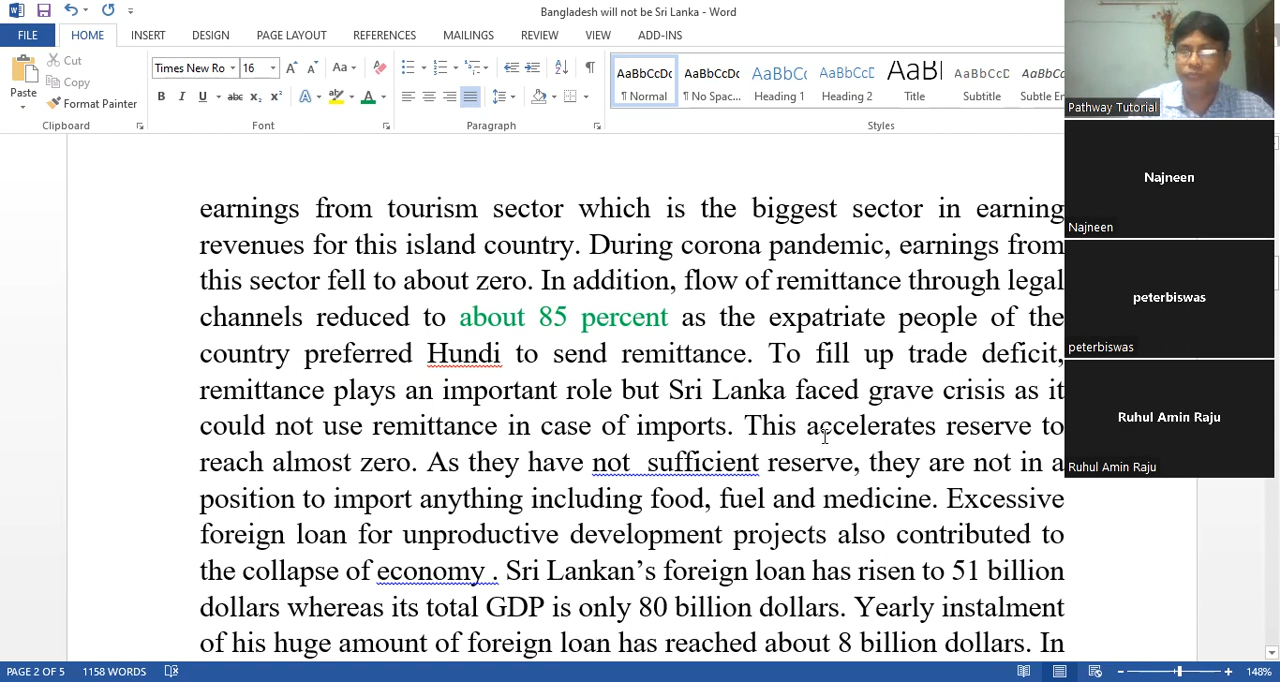 Bangladesh will not be Sri Lanka - Word
FILE HOME INSERT DESIGN PAGE LAYOUT REFERENCES MAILINGS REVIEW VIEW ADD-INS
Cut
Copy
Paste
Format Painter
Clipboard
Times New Ro 16
Font
Paragraph
AaBbCcDc AaBbCcDc AaBbCc AaBbCcC AaBl AaBbCcD AaBbCcD
¶ Normal ¶ No Spac... Heading 1 Heading 2 Title Subtitle Subtle Em
Styles
earnings from tourism sector which is the biggest sector in earning
revenues for this island country. During corona pandemic, earnings from
this sector fell to about zero. In addition, flow of remittance through legal
channels reduced to about 85 percent as the expatriate people of the
country preferred Hundi to send remittance. To fill up trade deficit,
remittance plays an important role but Sri Lanka faced grave crisis as it
could not use remittance in case of imports. This accelerates reserve to
reach almost zero. As they have not sufficient reserve, they are not in a
position to import anything including food, fuel and medicine. Excessive
foreign loan for unproductive development projects also contributed to
the collapse of economy . Sri Lankan’s foreign loan has risen to 51 billion
dollars whereas its total GDP is only 80 billion dollars. Yearly instalment
of his huge amount of foreign loan has reached about 8 billion dollars. In
Pathway Tutorial
Najneen
Najneen
peterbiswas
peterbiswas
Ruhul Amin Raju
Ruhul Amin Raju
PAGE 2 OF 5 1158 WORDS
148%